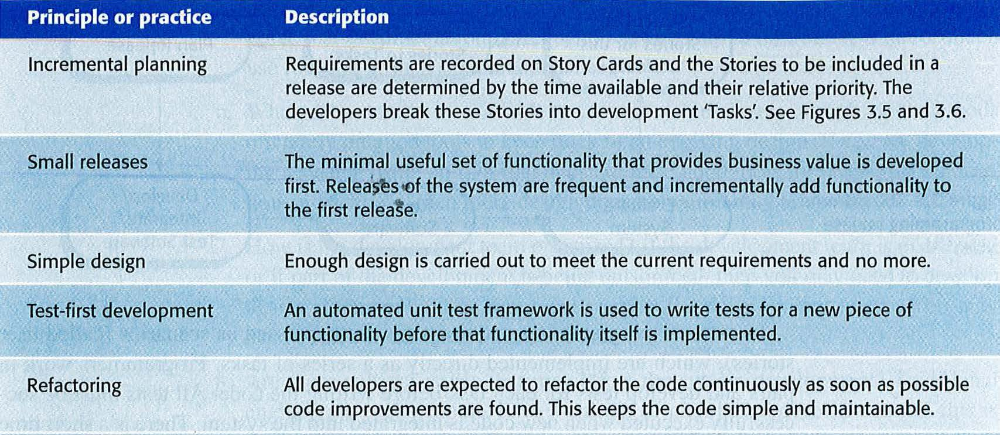 Principle or practice Description
Incremental planning Requirements are recorded on Story Cards and the Stories to be included in a
release are determined by the time available and their relative priority. The
developers break these Stories into development ‘Tasks’. See Figures 3.5 and 3.6.
Small releases The minimal useful set of functionality that provides business value is developed
first. Releases of the system are frequent and incrementally add functionality to
the first release.
Simple design Enough design is carried out to meet the current requirements and no more.
Test-first development An automated unit test framework is used to write tests for a new piece of
functionality before that functionality itself is implemented.
Refactoring All developers are expected to refactor the code continuously as soon as possible
code improvements are found. This keeps the code simple and maintainable.